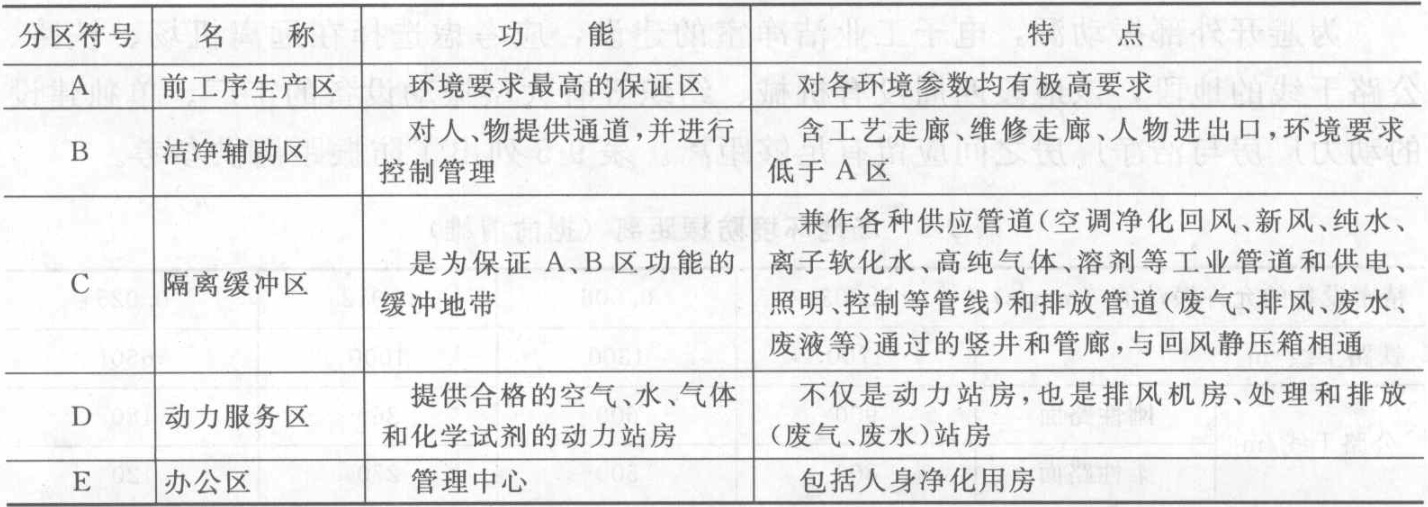 分区符号 名称 功能 特点
A 前工序生产区 环境要求最高的保证区 对各环境参数均有极高要求
B 洁净辅助区 对人、物提供通道,并进行控制管理 含工艺走廊、维修走廊、人物进出口,环境要求低于 A 区
C 隔离缓冲区 是为保证 A、B 区功能的缓冲地带 兼作各种供应管道(空调净化回风、新风、纯水、离子软化水、高纯气体、溶剂等工业管道和供电、照明、控制等管线)和排放管道(废气、排风、废水、废液等)通过的竖井和管廊,与回风静压箱相通
D 动力服务区 提供合格的空气、水、气体和化学试剂的动力站房 不仅是动力站房,也是排风机房、处理和排放(废气、废水)站房
E 办公区 管理中心 包括人身净化用房